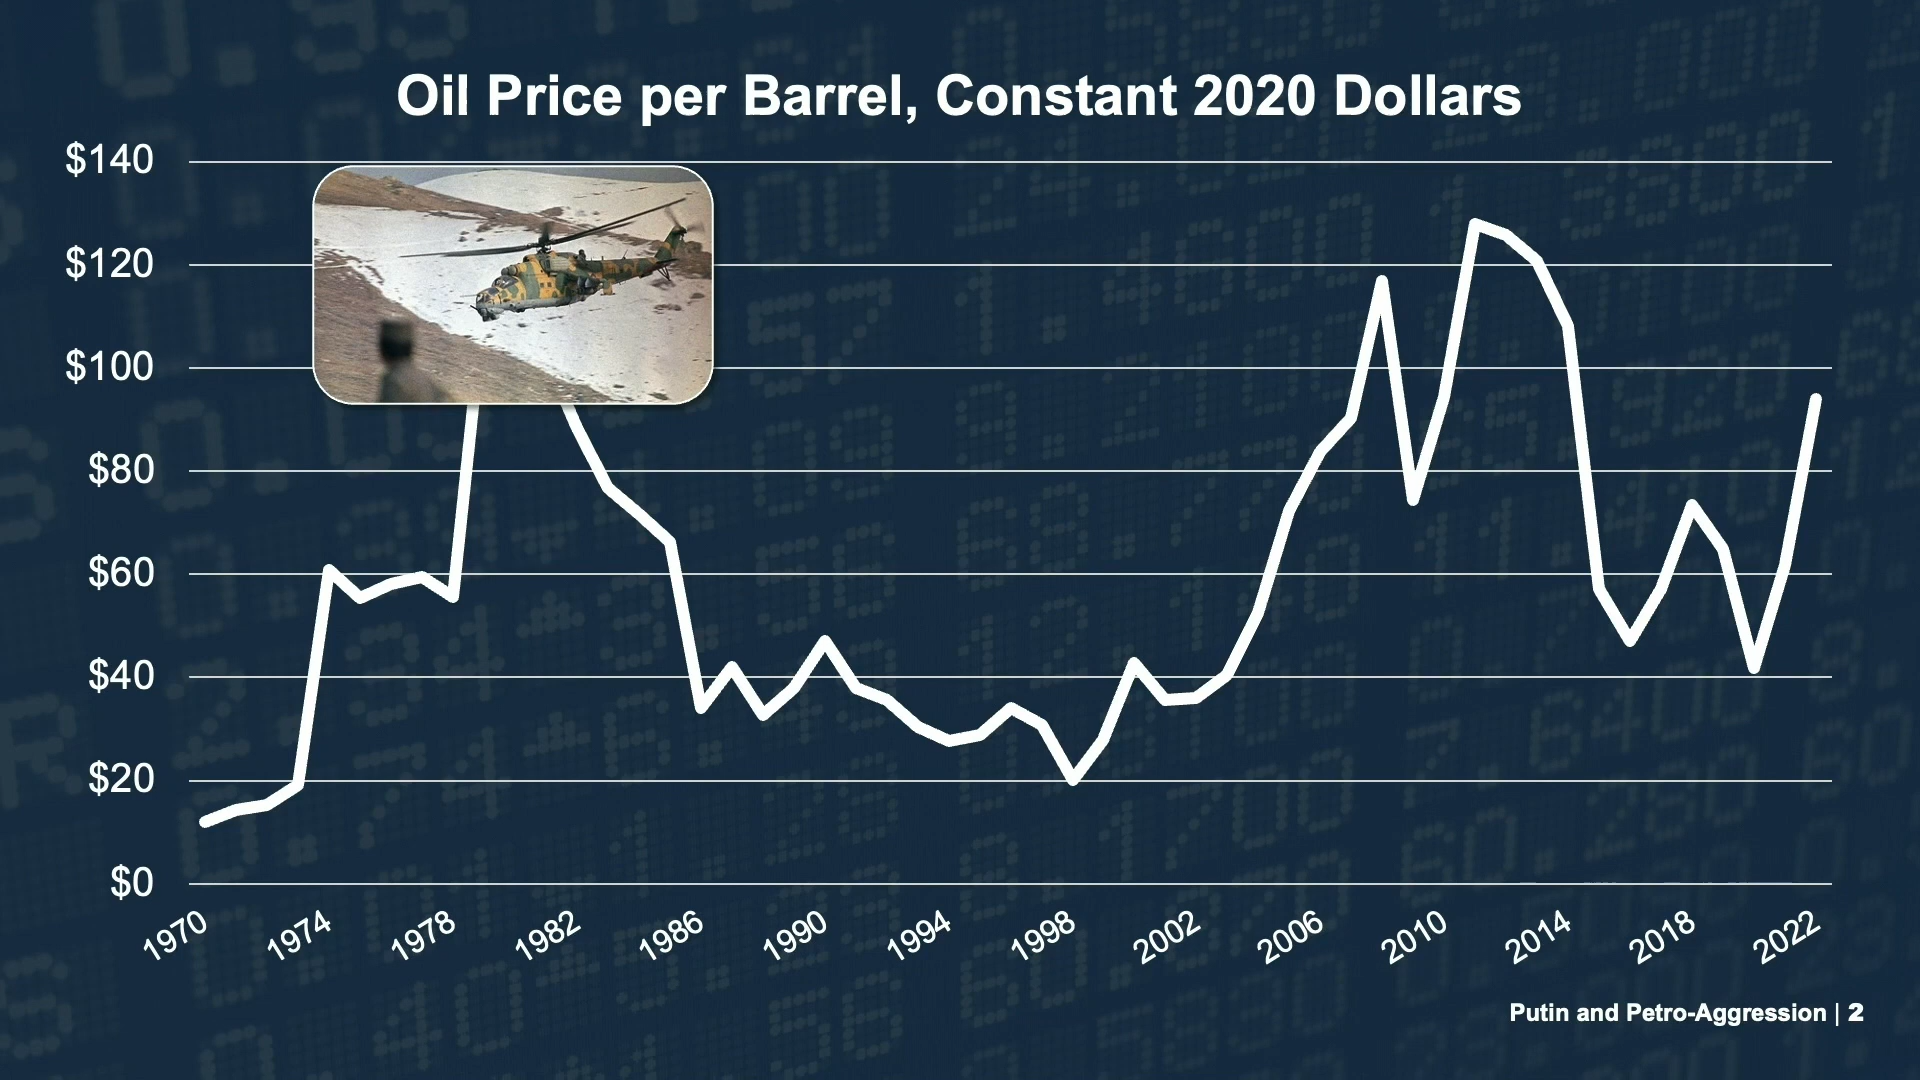 Oil Price per Barrel, Constant 2020 Dollars
$140
$120
$100
$80
$60
$40
$20
$0
1970 1974 1978 1982 1986 1990 1994 1998 2002 2006 2010 2014 2018 2022
Putin and Petro-Aggression | 2